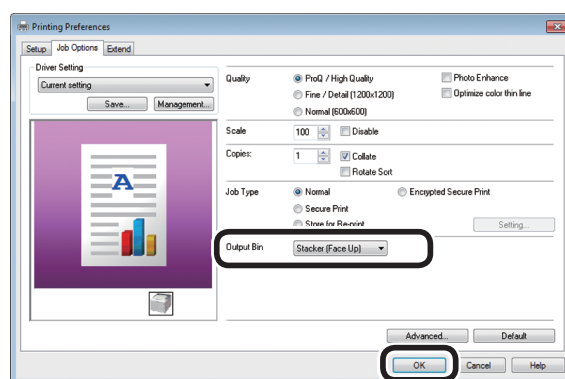 Printing Preferences
Setup Job Options Extend
Driver Setting
Current setting
Save... Management...
A
Quality ProQ / High Quality Photo Enhance
Fine / Detail (1200x1200) Optimize color thin line
Normal (600x600)
Scale 100 Disable
Copies: 1 Collate
Rotate Sort
Job Type Normal Encrypted Secure Print
Secure Print
Store for Re-print Setting...
Output Bin Stacker (Face Up)
Advanced... Default
OK Cancel Help